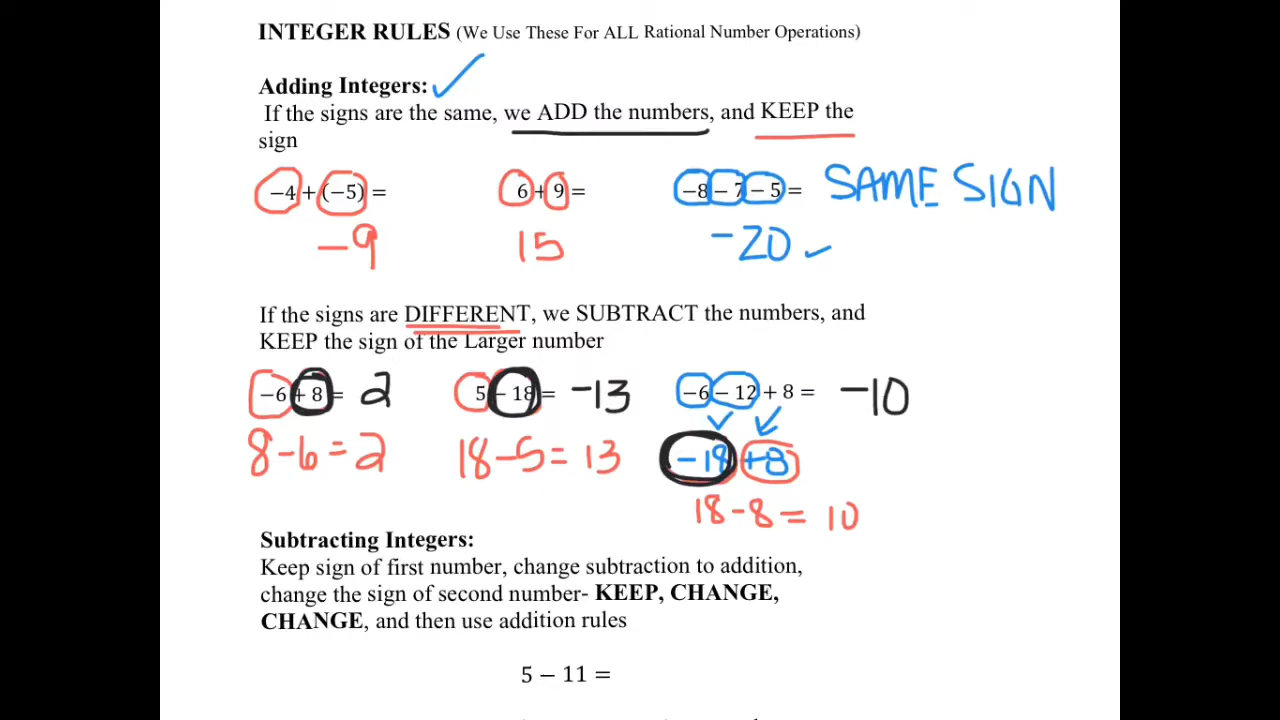 INTEGER RULES (We Use These For ALL Rational Number Operations)
Adding Integers: ✓
If the signs are the same, we ADD the numbers, and KEEP the
sign
−4 + (−5) =
6 + 9 =
−8 − 7 − 5 = SAME SIGN
−9
15
−20 ✓
If the signs are DIFFERENT, we SUBTRACT the numbers, and
KEEP the sign of the Larger number
−6 + 8 = 2
5 − 18 = −13
−6 − 12 + 8 = −10
8 − 6 = 2
18 − 5 = 13
−18 +8
18 − 8 = 10
Subtracting Integers:
Keep sign of first number, change subtraction to addition,
change the sign of second number- KEEP, CHANGE,
CHANGE, and then use addition rules
5 − 11 =